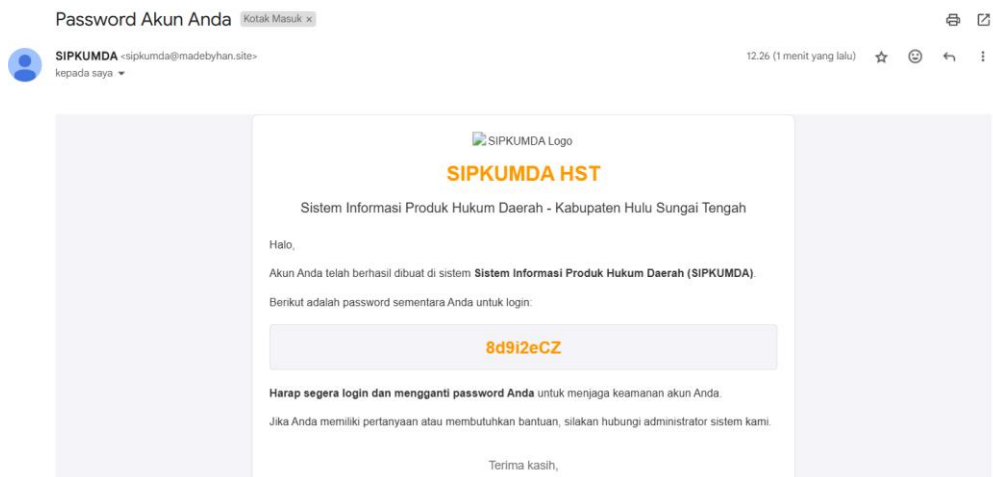 Password Akun Anda Kotak Masuk ×
SIPKUMDA <sipkumda@madebyhan.site> 12.26 (1 menit yang lalu)
kepada saya
SIPKUMDA Logo
SIPKUMDA HST
Sistem Informasi Produk Hukum Daerah - Kabupaten Hulu Sungai Tengah
Halo,
Akun Anda telah berhasil dibuat di sistem Sistem Informasi Produk Hukum Daerah (SIPKUMDA).
Berikut adalah password sementara Anda untuk login:
8d9i2eCZ
Harap segera login dan mengganti password Anda untuk menjaga keamanan akun Anda.
Jika Anda memiliki pertanyaan atau membutuhkan bantuan, silakan hubungi administrator sistem kami.
Terima kasih,